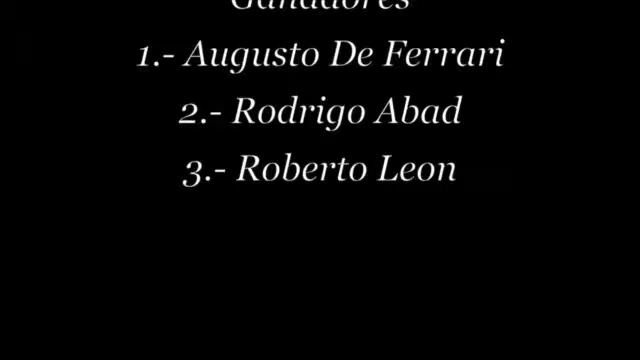 Ganadores
1.- Augusto De Ferrari
2.- Rodrigo Abad
3.- Roberto Leon